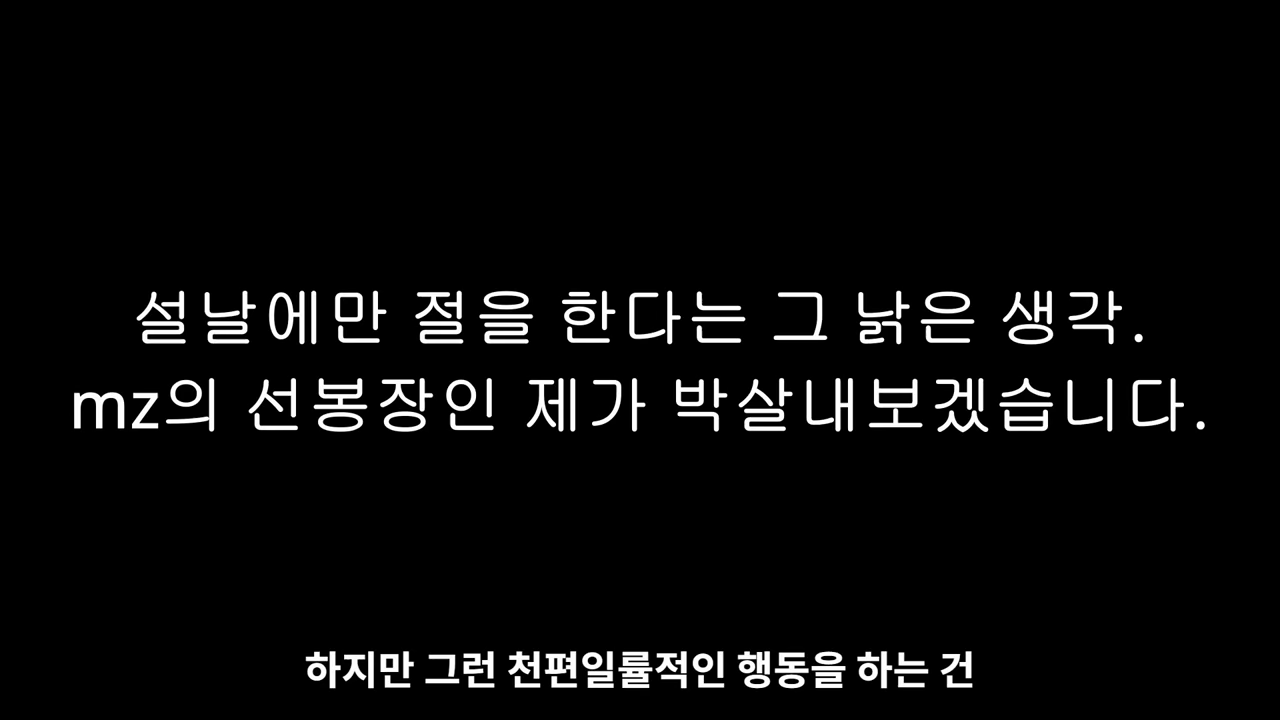 설날에만 절을 한다는 그 낡은 생각.
mz의 선봉장인 제가 박살내보겠습니다.
하지만 그런 천편일률적인 행동을 하는 건